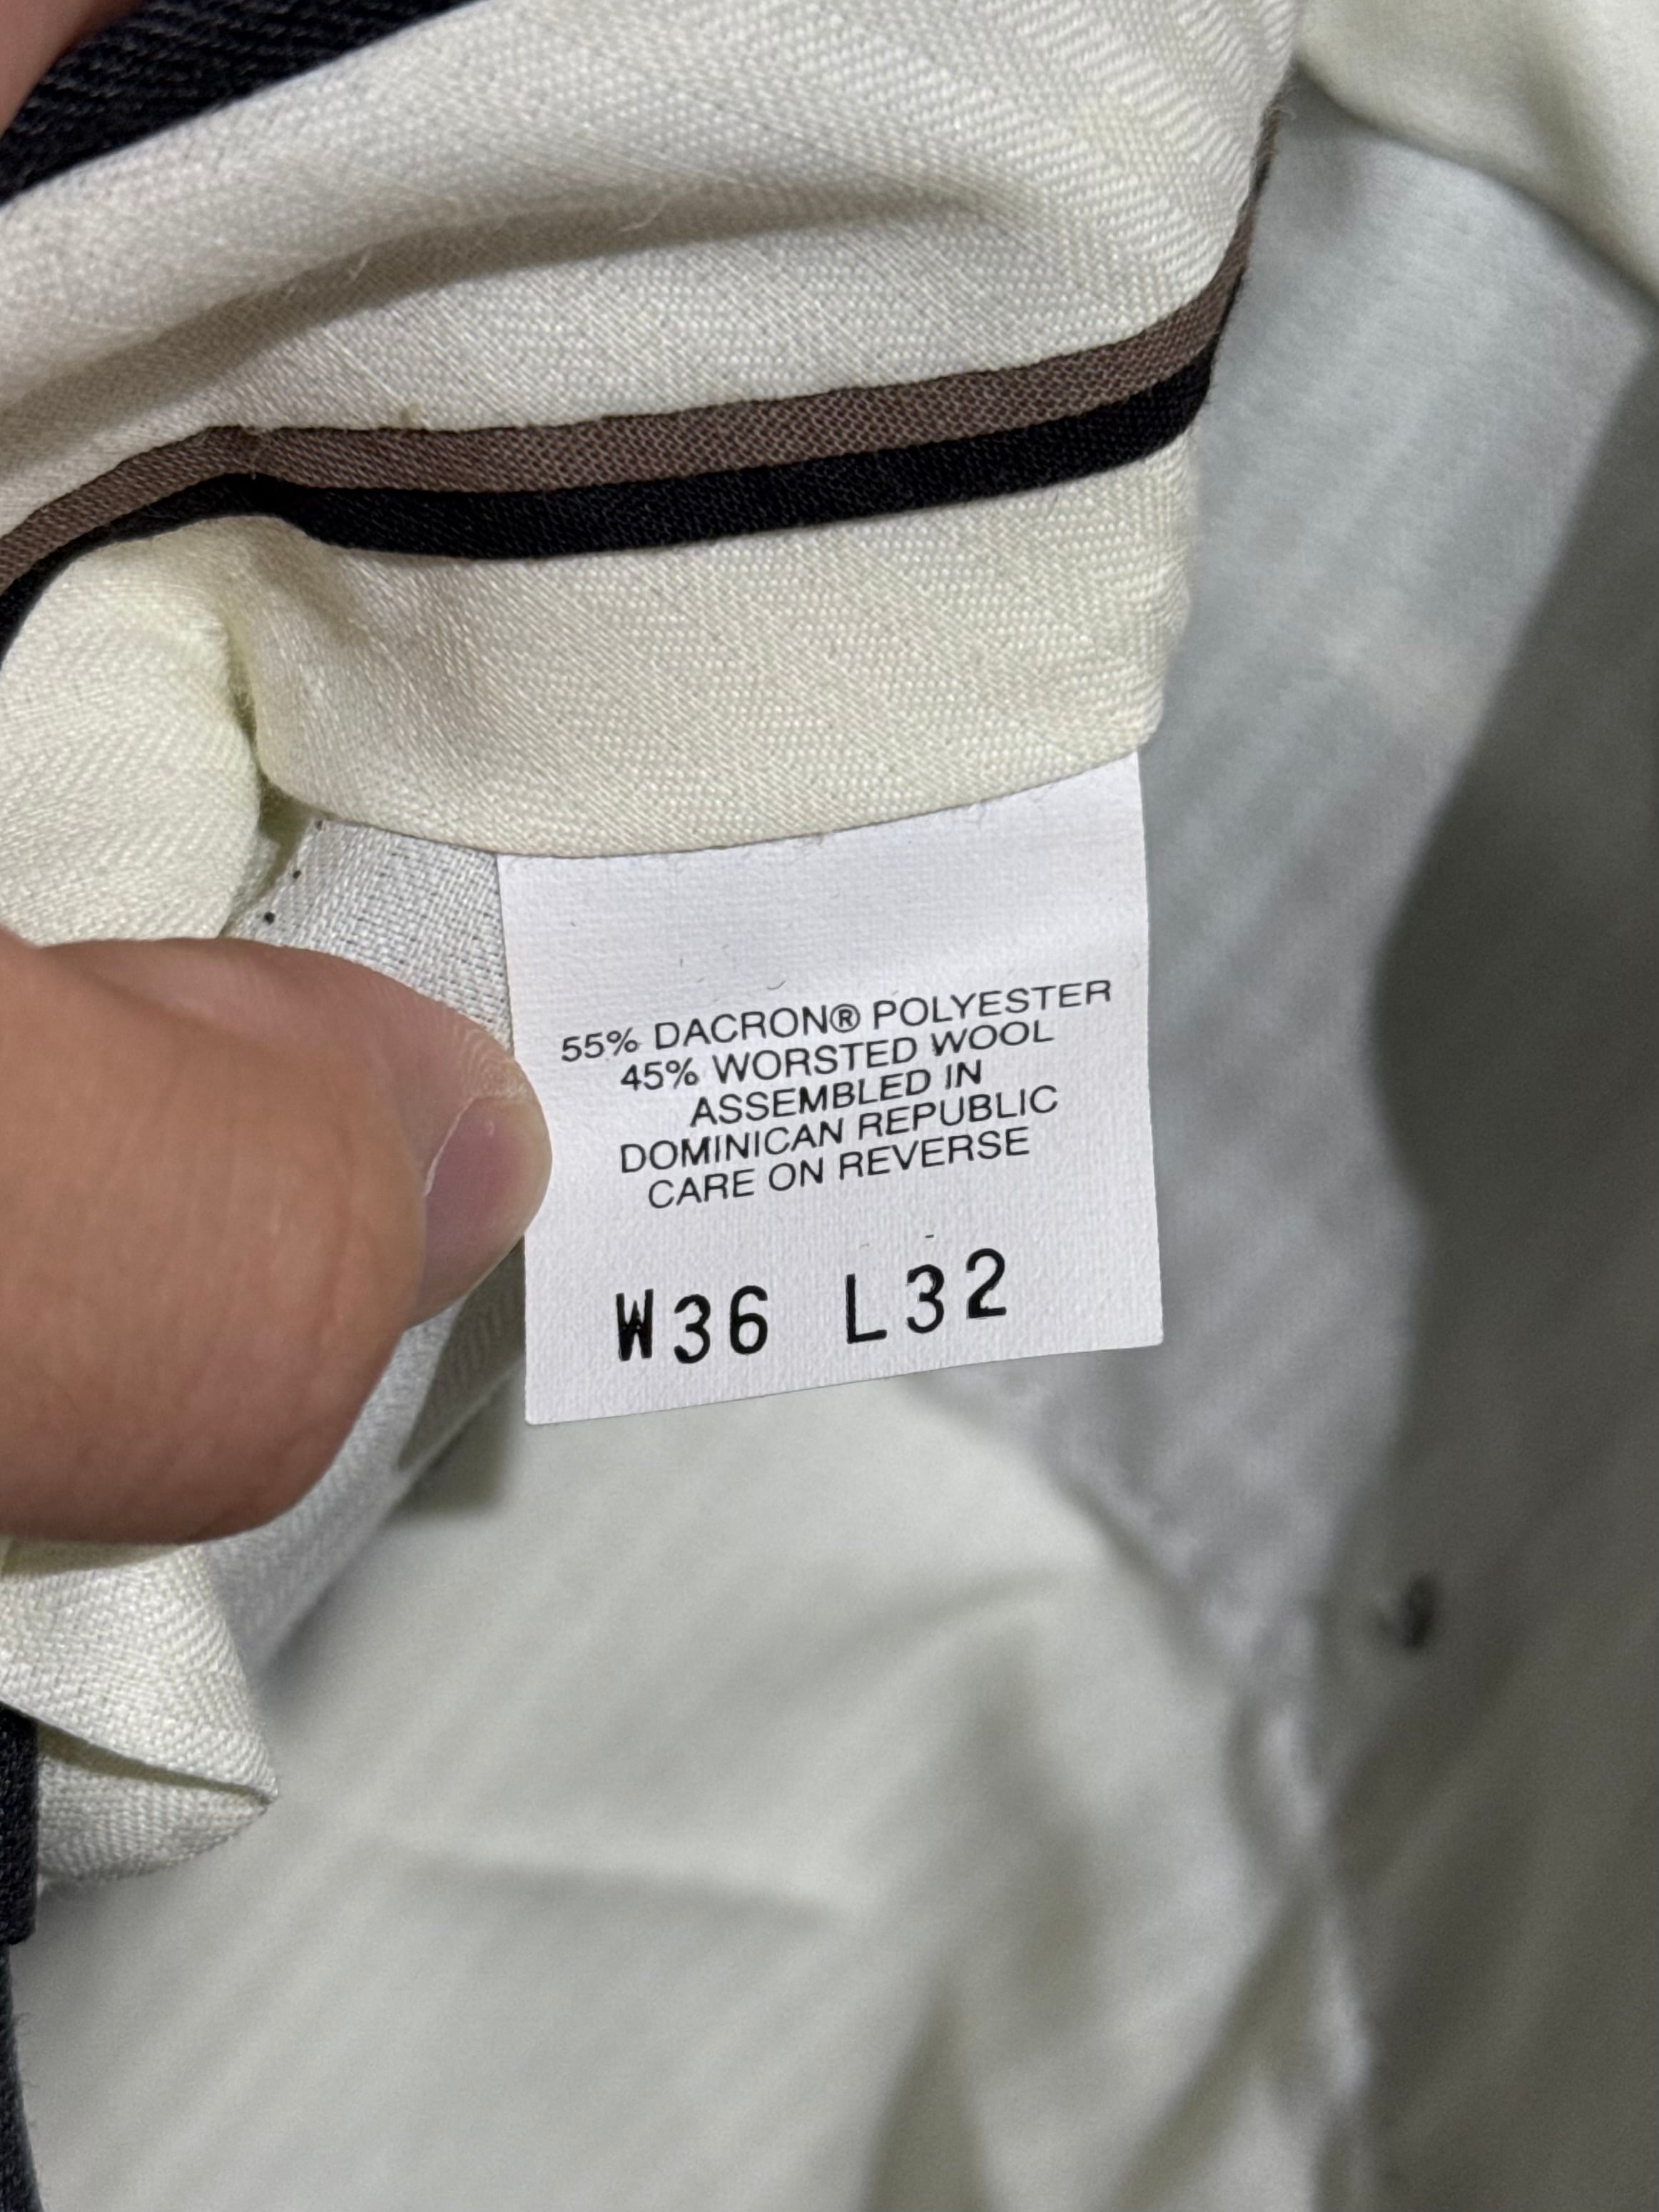 55% DACRON® POLYESTER
45% WORSTED WOOL
ASSEMBLED IN
DOMINICAN REPUBLIC
CARE ON REVERSE
W36 L32